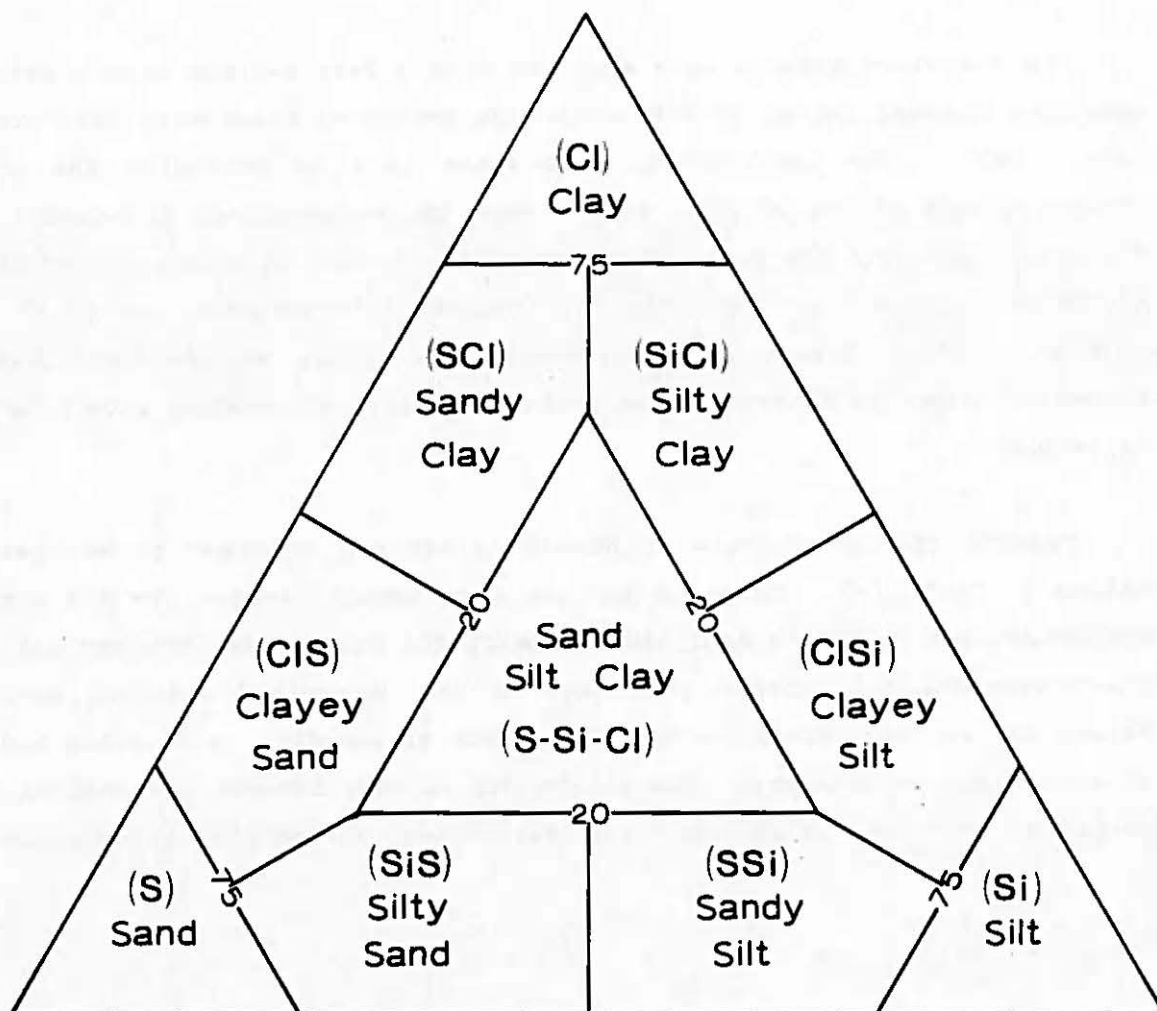 (Cl)
Clay
75
(SCl)
Sandy
Clay
(SiCl)
Silty
Clay
20
20
(ClS)
Clayey
Sand
Sand
Silt Clay
(S-Si-Cl)
(ClSi)
Clayey
Silt
20
(S)
Sand
75
(SiS)
Silty
Sand
(SSi)
Sandy
Silt
75
(Si)
Silt